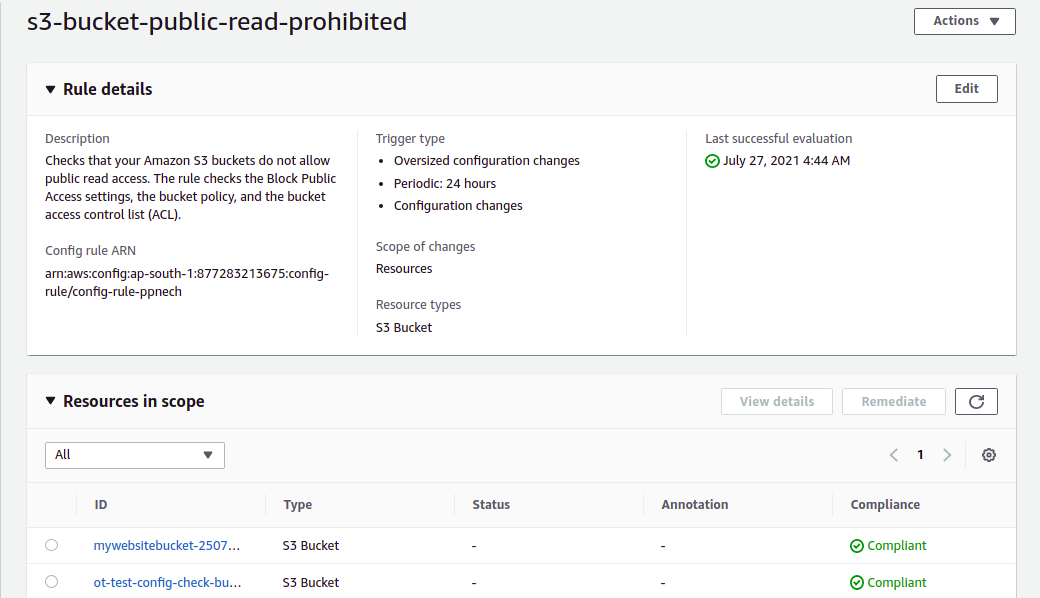 s3-bucket-public-read-prohibited
Actions
Rule details
Edit
Description
Checks that your Amazon S3 buckets do not allow
public read access. The rule checks the Block Public
Access settings, the bucket policy, and the bucket
access control list (ACL).
Config rule ARN
arn:aws:config:ap-south-1:877283213675:config-
rule/config-rule-ppnech
Trigger type
• Oversized configuration changes
• Periodic: 24 hours
• Configuration changes
Scope of changes
Resources
Resource types
S3 Bucket
Last successful evaluation
July 27, 2021 4:44 AM
Resources in scope
View details
Remediate
All
1
ID Type Status Annotation Compliance
mywebsitebucket-2507... S3 Bucket - - Compliant
ot-test-config-check-bu... S3 Bucket - - Compliant